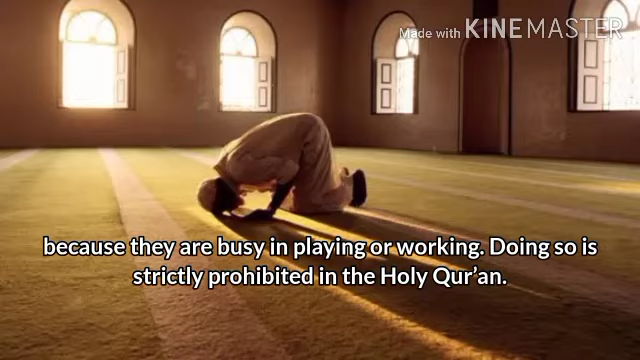 Made with KINEMASTER
because they are busy in playing or working. Doing so is
strictly prohibited in the Holy Qur’an.